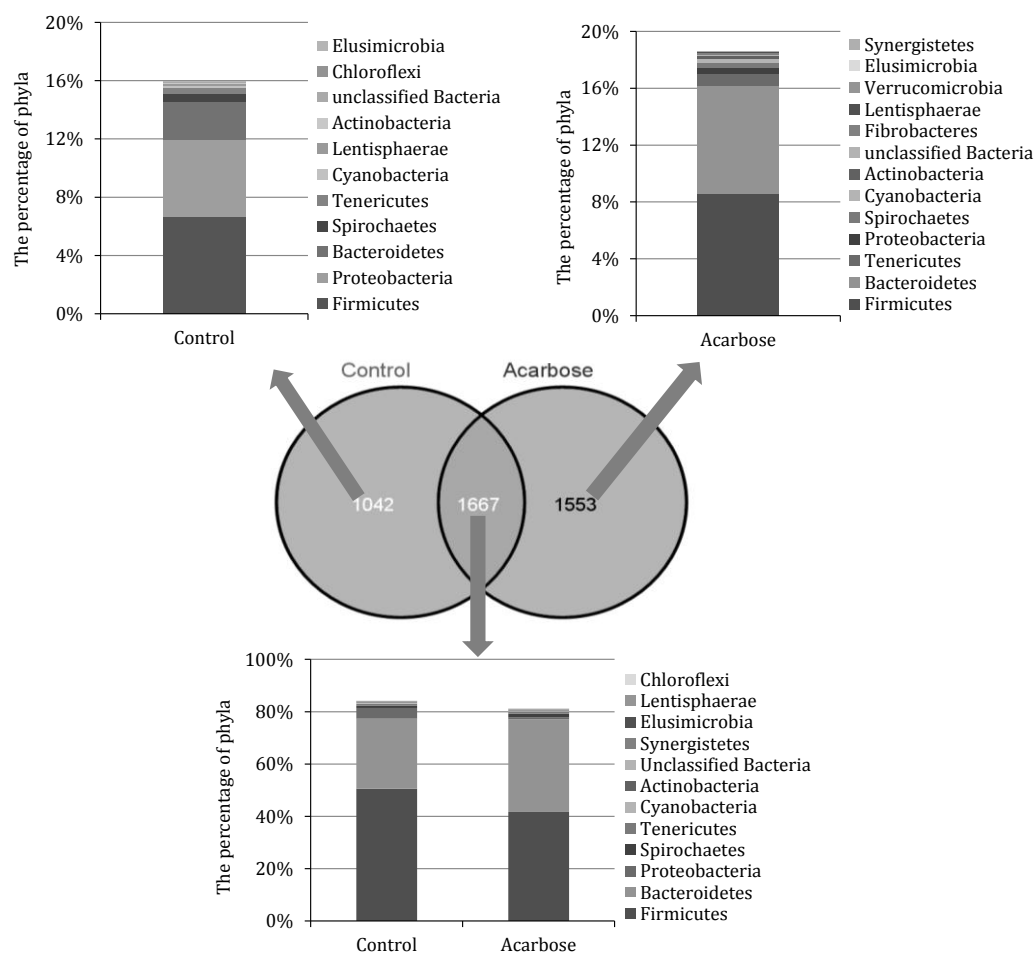 20%
16%
12%
8%
4%
0%
The percentage of phyla
Control
Elusimicrobia
Chloroflexi
unclassified Bacteria
Actinobacteria
Lentisphaerae
Cyanobacteria
Tenericutes
Spirochaetes
Bacteroidetes
Proteobacteria
Firmicutes
20%
16%
12%
8%
4%
0%
The percentage of phyla
Acarbose
Synergistetes
Elusimicrobia
Verrucomicrobia
Lentisphaerae
Fibrobacteres
unclassified Bacteria
Actinobacteria
Cyanobacteria
Spirochaetes
Proteobacteria
Tenericutes
Bacteroidetes
Firmicutes
Control
Acarbose
1042
1667
1553
100%
80%
60%
40%
20%
0%
The percentage of phyla
Control
Acarbose
Chloroflexi
Lentisphaerae
Elusimicrobia
Synergistetes
Unclassified Bacteria
Actinobacteria
Cyanobacteria
Tenericutes
Spirochaetes
Proteobacteria
Bacteroidetes
Firmicutes